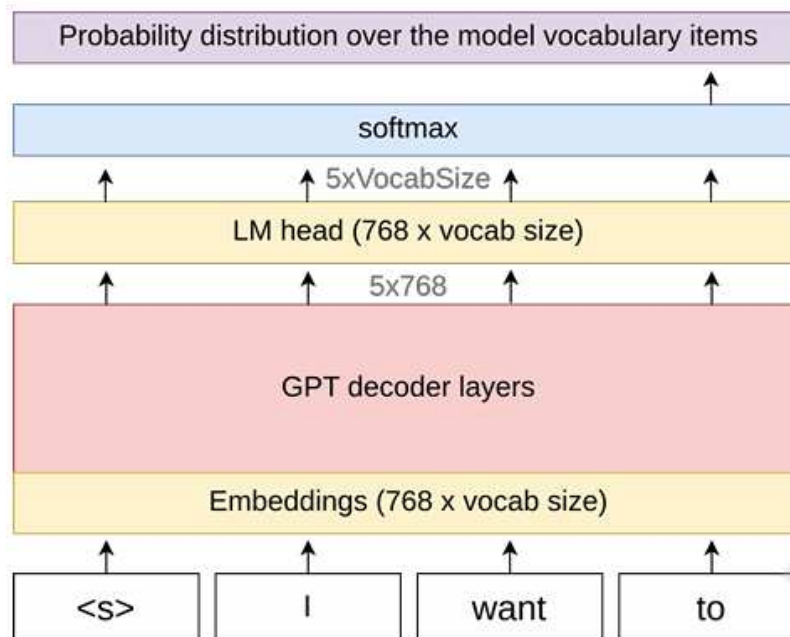 Probability distribution over the model vocabulary items
softmax
5xVocabSize
LM head (768 x vocab size)
5x768
GPT decoder layers
Embeddings (768 x vocab size)
<s> I want to